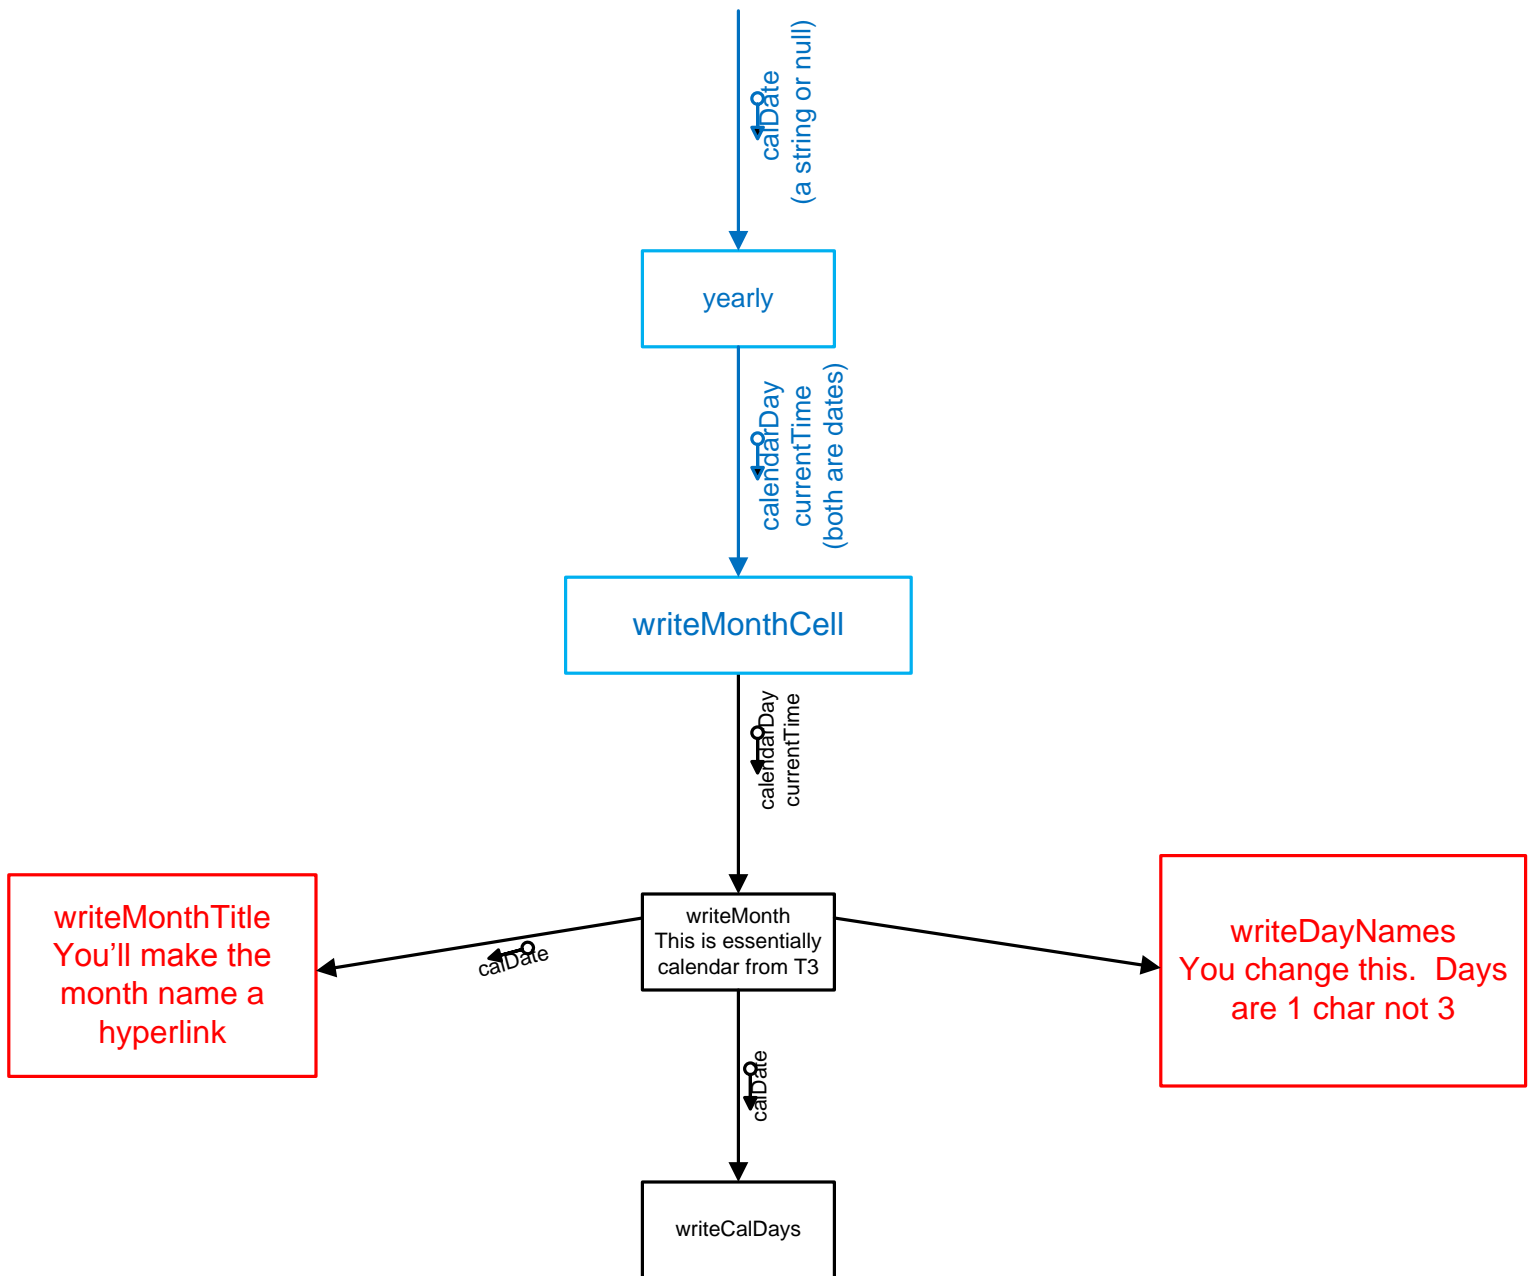 calDate
(a string or null)
yearly
calendarDay
currentTime
(both are dates)
writeMonthCell
calendarDay
currentTime
writeMonthTitle
You’ll make the
month name a
hyperlink
calDate
writeMonth
This is essentially
calendar from T3
writeDayNames
You change this.  Days
are 1 char not 3
calDate
writeCalDays